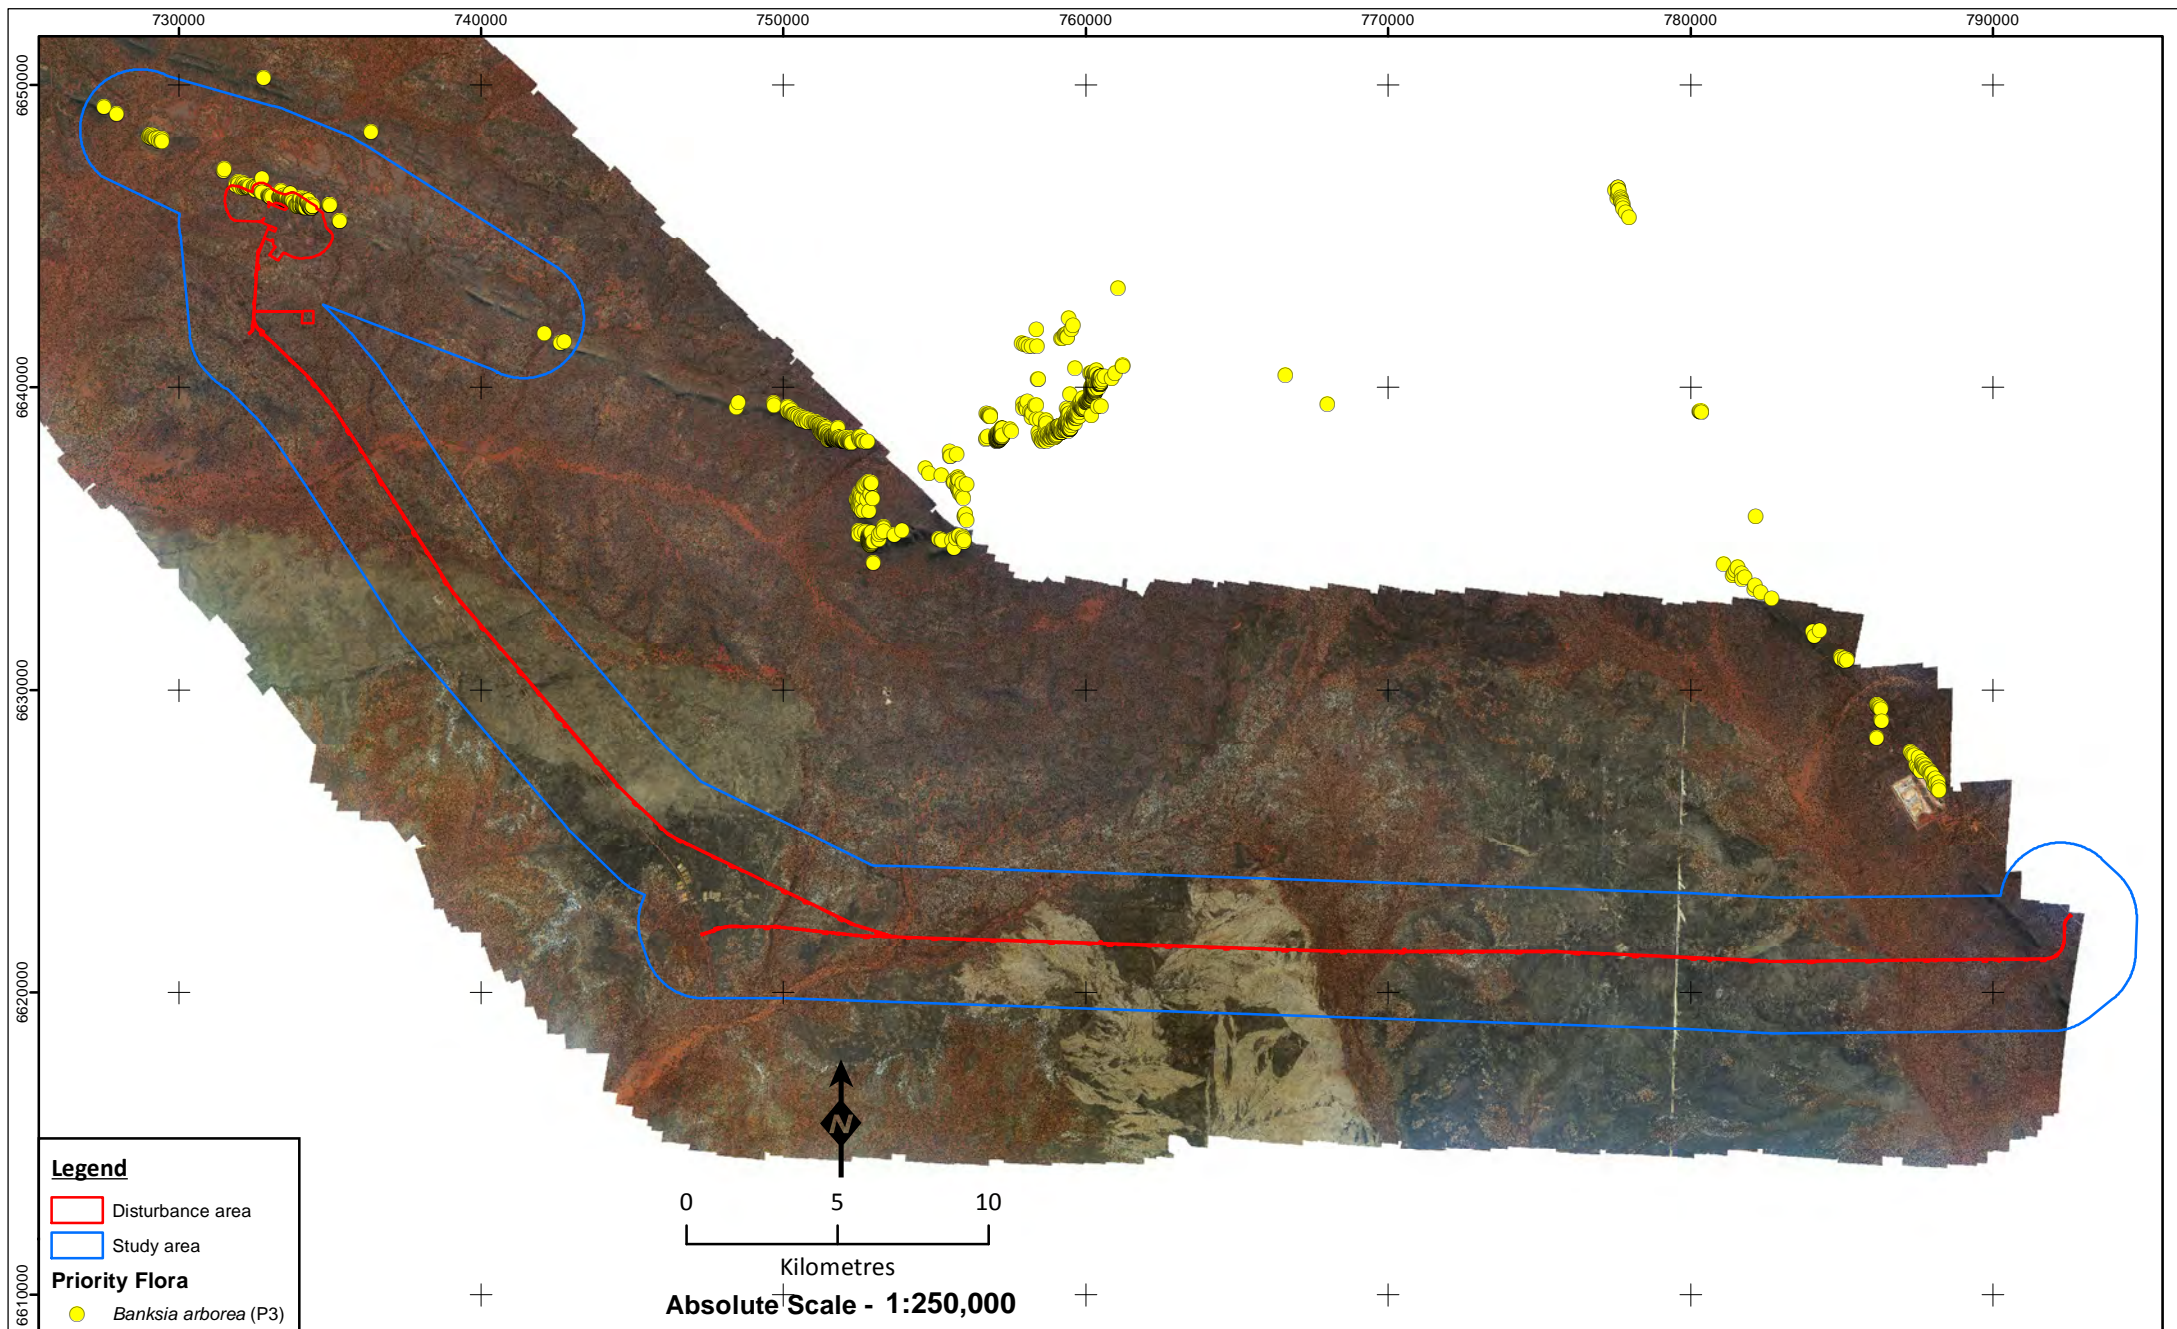 730000 740000 750000 760000 770000 780000 790000
6650000
6640000
6630000
6620000
6610000
N
0 5 10
Kilometres
Absolute Scale - 1:250,000
Legend
Disturbance area
Study area
Priority Flora
Banksia arborea (P3)